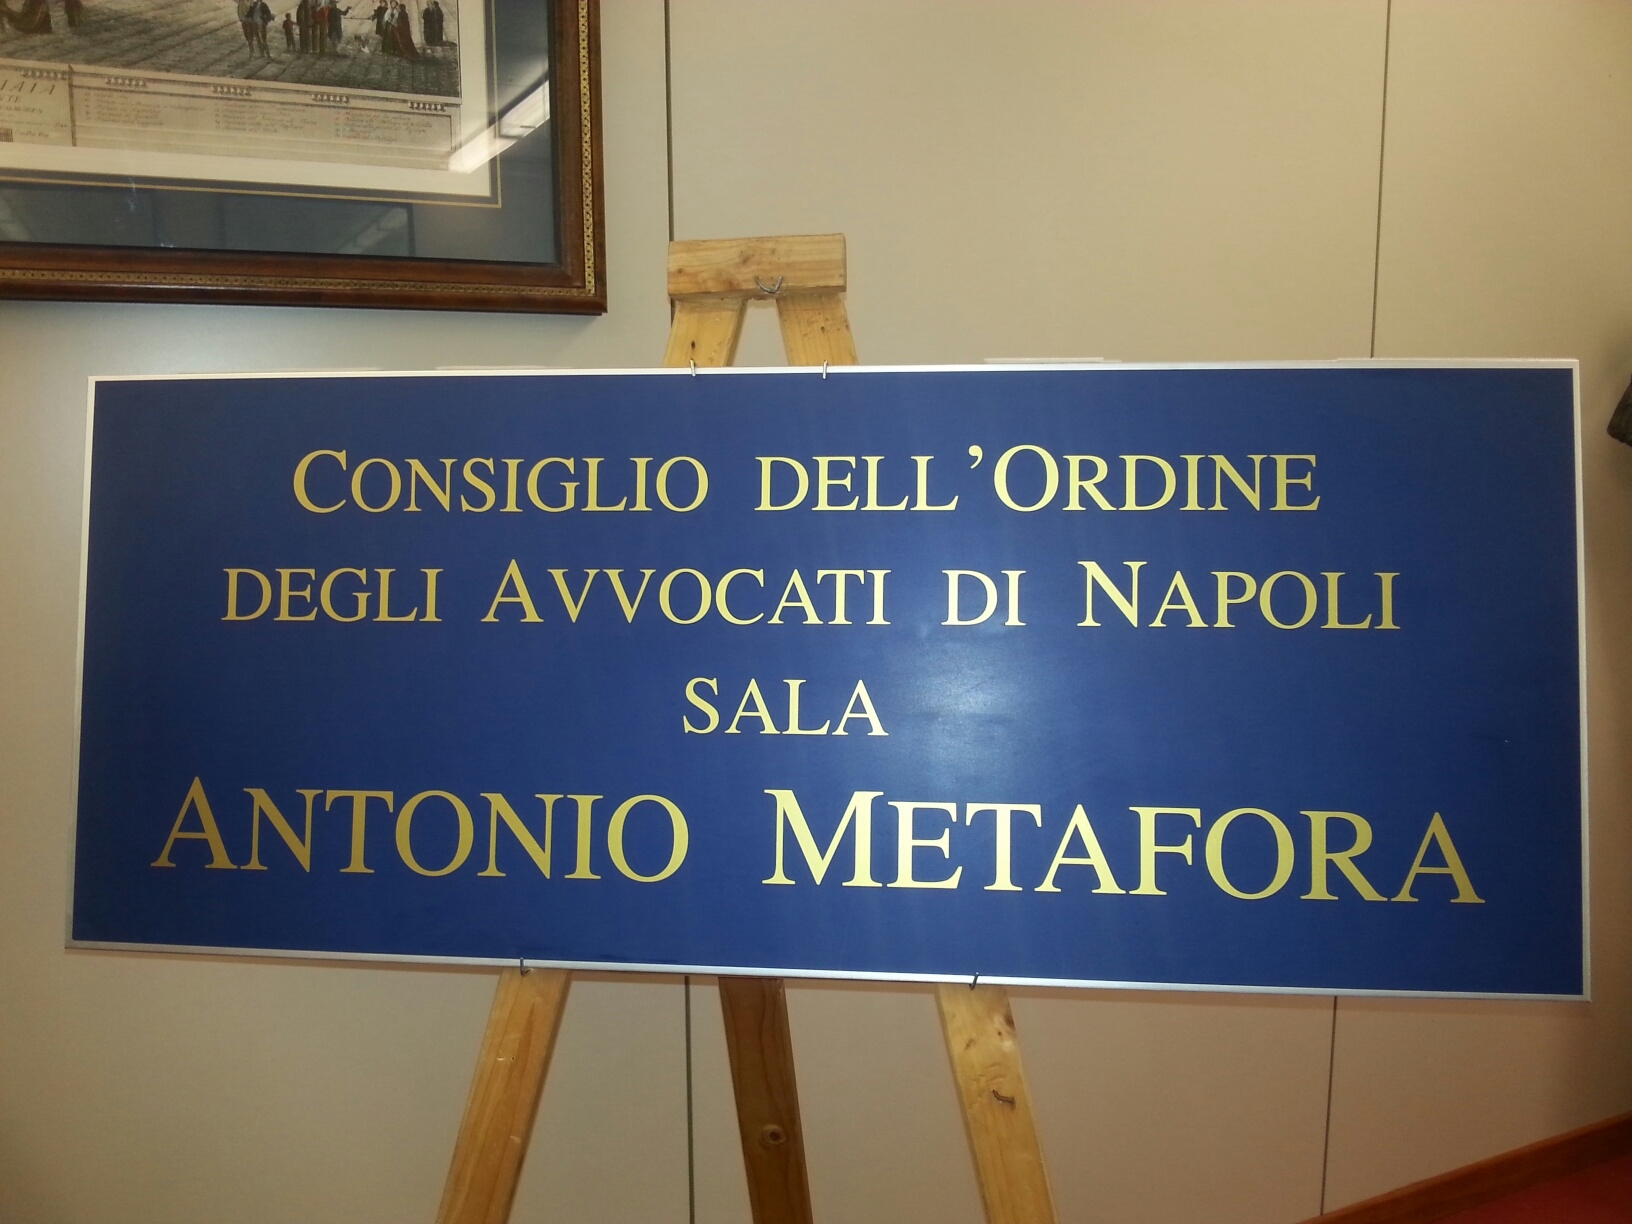 CONSIGLIO DELL'ORDINE
DEGLI AVVOCATI DI NAPOLI
SALA
ANTONIO METAFORA